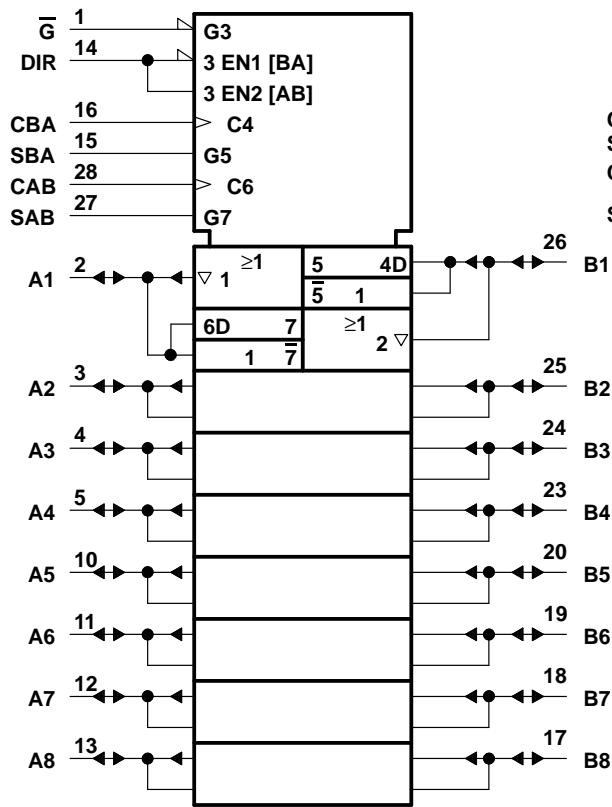 G̅ 1 G3
DIR 14 3 EN1 [BA]
3 EN2 [AB]
CBA 16 C4
SBA 15 G5
CAB 28 C6
SAB 27 G7
C
S
C
S
A1 2 ▽ 1 ≥1 5 4D 26 B1
5̅ 1
6D 7 ≥1
1 7̅ 2 ▽
A2 3 25 B2
A3 4 24 B3
A4 5 23 B4
A5 10 20 B5
A6 11 19 B6
A7 12 18 B7
A8 13 17 B8